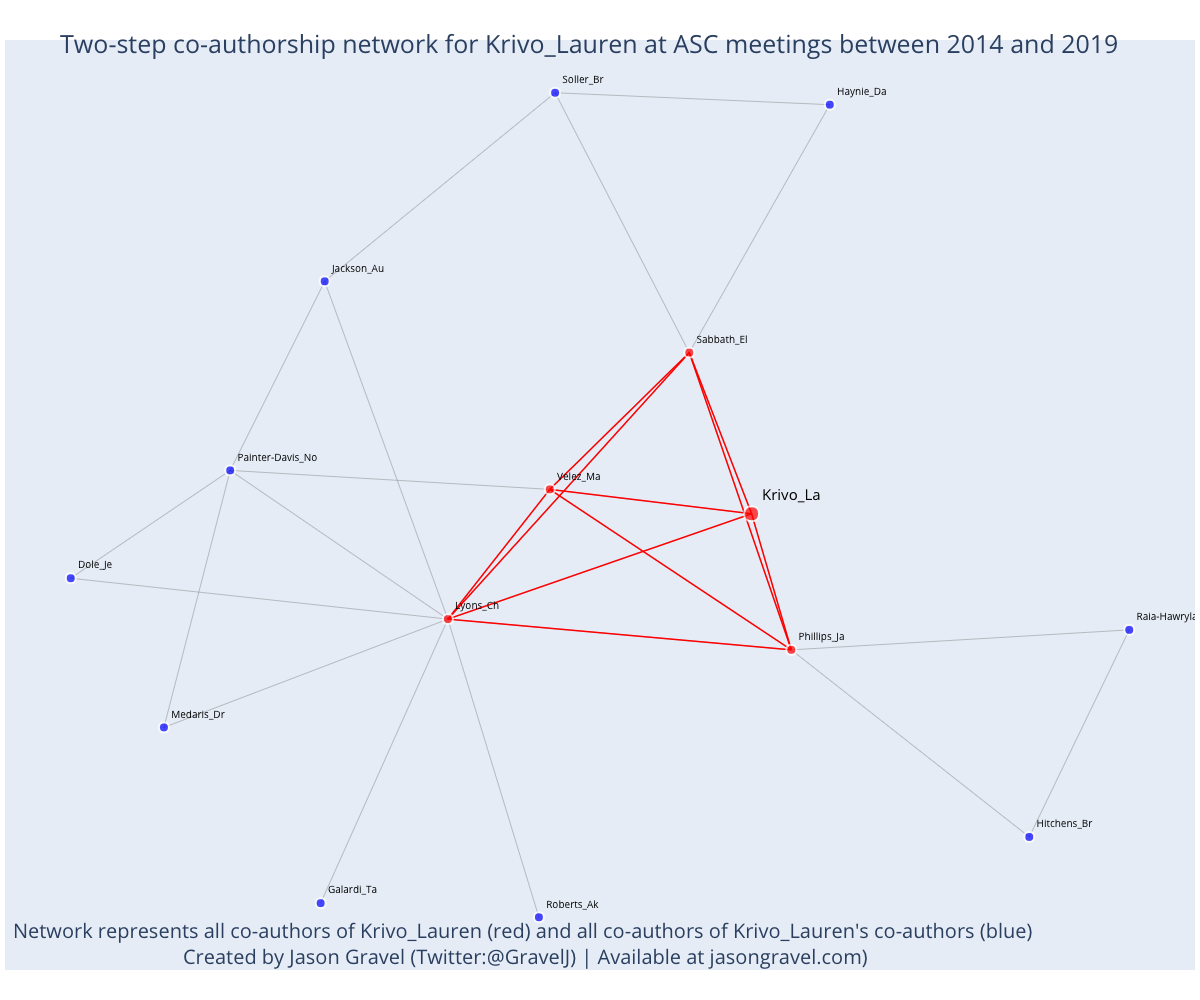 Two-step co-authorship network for Krivo_Lauren at ASC meetings between 2014 and 2019
Soller_Br
Haynie_Da
Jackson_Au
Sabbath_El
Painter-Davis_No
Velez_Ma
Krivo_La
Dole_Je
Lyons_Ch
Raia-Hawryla
Phillips_Ja
Medaris_Dr
Hitchens_Br
Galardi_Ta
Roberts_Ak
Network represents all co-authors of Krivo_Lauren (red) and all co-authors of Krivo_Lauren's co-authors (blue)
Created by Jason Gravel (Twitter:@GravelJ) | Available at jasongravel.com)